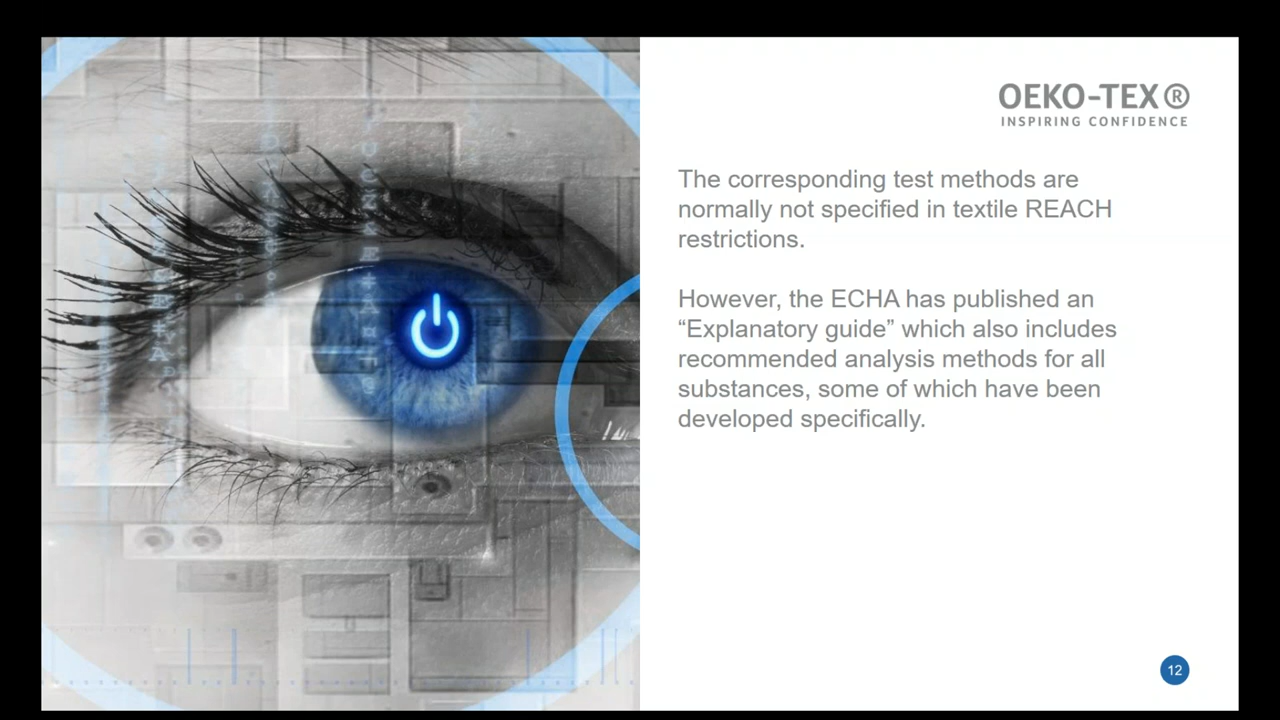 OEKO-TEX®
INSPIRING CONFIDENCE
The corresponding test methods are
normally not specified in textile REACH
restrictions.
However, the ECHA has published an
“Explanatory guide” which also includes
recommended analysis methods for all
substances, some of which have been
developed specifically.
12